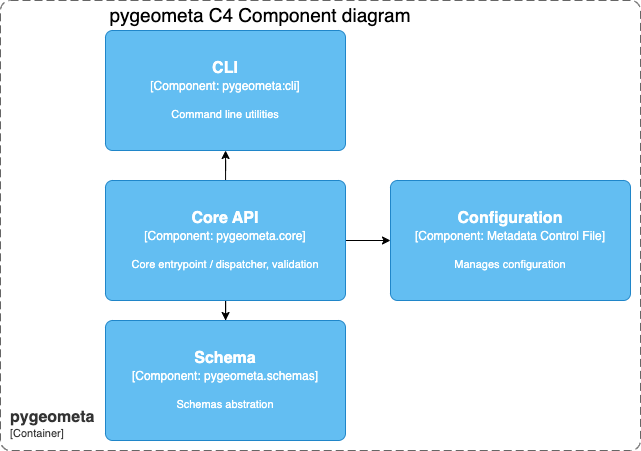 pygeometa C4 Component diagram
CLI
[Component: pygeometa:cli]
Command line utilities
Core API
[Component: pygeometa.core]
Core entrypoint / dispatcher, validation
Configuration
[Component: Metadata Control File]
Manages configuration
Schema
[Component: pygeometa.schemas]
Schemas abstration
pygeometa
[Container]